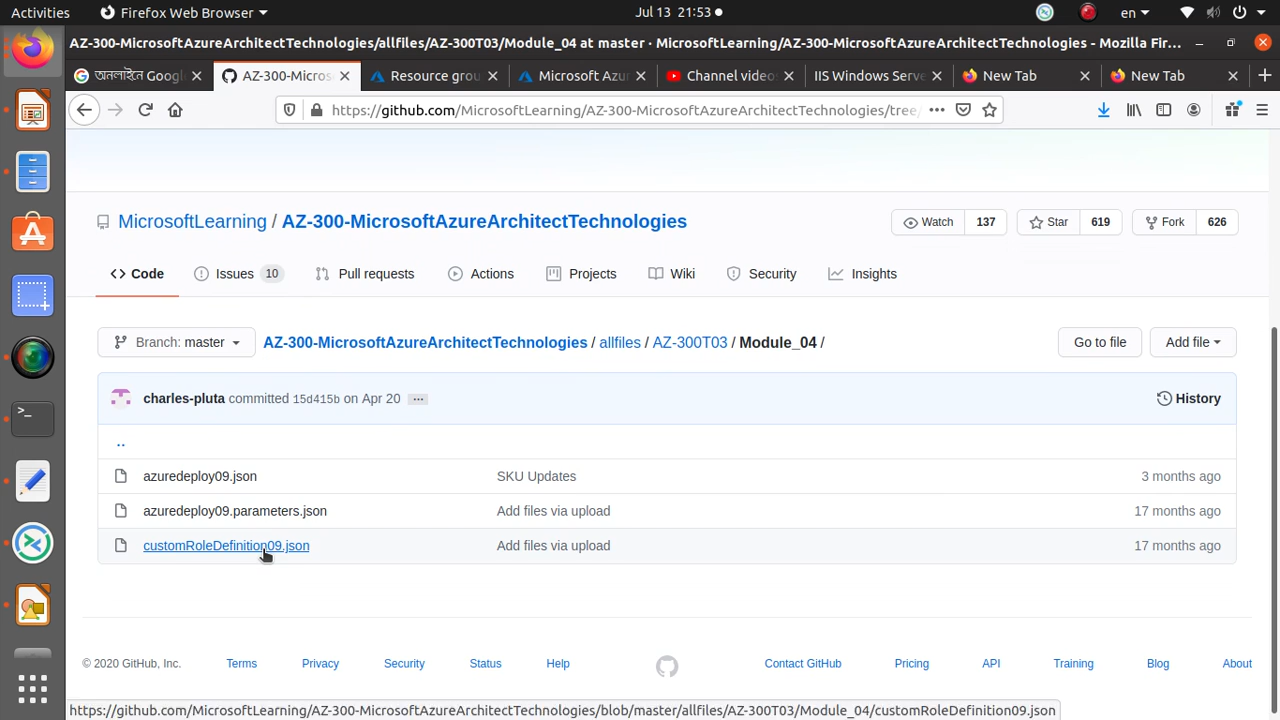 Activities Firefox Web Browser Jul 13 21:53 en
AZ-300-MicrosoftAzureArchitectTechnologies/allfiles/AZ-300T03/Module_04 at master · MicrosoftLearning/AZ-300-MicrosoftAzureArchitectTechnologies - Mozilla Fir...
অনলাইন Googl AZ-300-Micros Resource grou Microsoft Azu Channel video IIS Windows Serve New Tab New Tab
https://github.com/MicrosoftLearning/AZ-300-MicrosoftAzureArchitectTechnologies/tree/
MicrosoftLearning / AZ-300-MicrosoftAzureArchitectTechnologies Watch 137 Star 619 Fork 626
<> Code Issues 10 Pull requests Actions Projects Wiki Security Insights
Branch: master AZ-300-MicrosoftAzureArchitectTechnologies / allfiles / AZ-300T03 / Module_04 / Go to file Add file
charles-pluta committed 15d415b on Apr 20 ... History
..
azuredeploy09.json SKU Updates 3 months ago
azuredeploy09.parameters.json Add files via upload 17 months ago
customRoleDefinition09.json Add files via upload 17 months ago
© 2020 GitHub, Inc. Terms Privacy Security Status Help Contact GitHub Pricing API Training Blog About
https://github.com/MicrosoftLearning/AZ-300-MicrosoftAzureArchitectTechnologies/blob/master/allfiles/AZ-300T03/Module_04/customRoleDefinition09.json